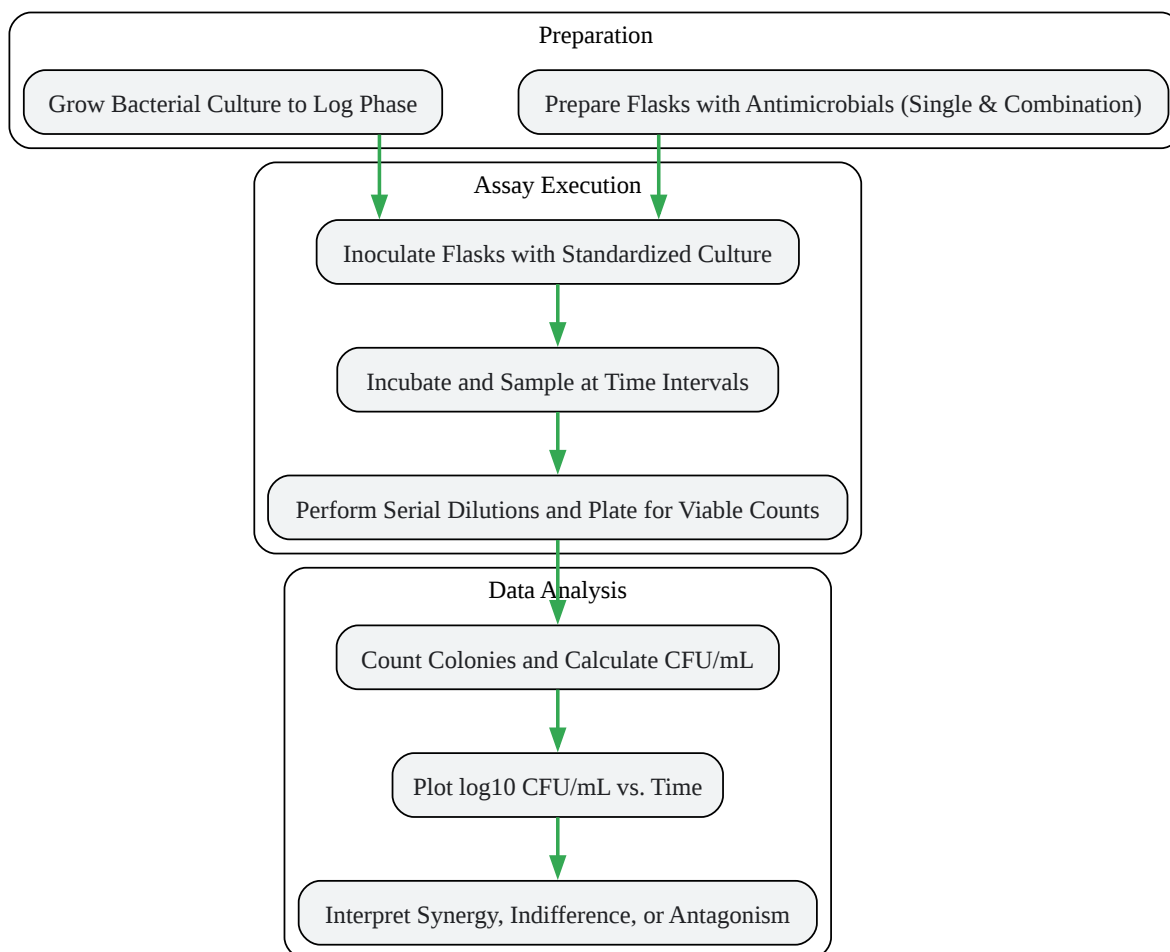 Preparation
Grow Bacterial Culture to Log Phase
Prepare Flasks with Antimicrobials (Single & Combination)
Assay Execution
Inoculate Flasks with Standardized Culture
Incubate and Sample at Time Intervals
Perform Serial Dilutions and Plate for Viable Counts
Data Analysis
Count Colonies and Calculate CFU/mL
Plot log10 CFU/mL vs. Time
Interpret Synergy, Indifference, or Antagonism